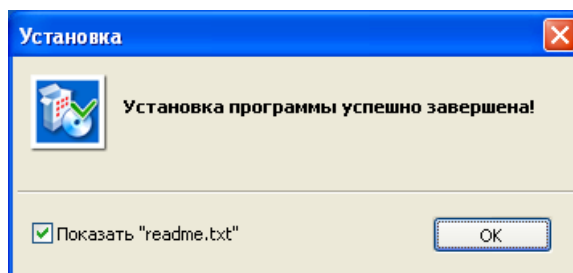 Установка
Установка программы успешно завершена!
Показать "readme.txt"
OK